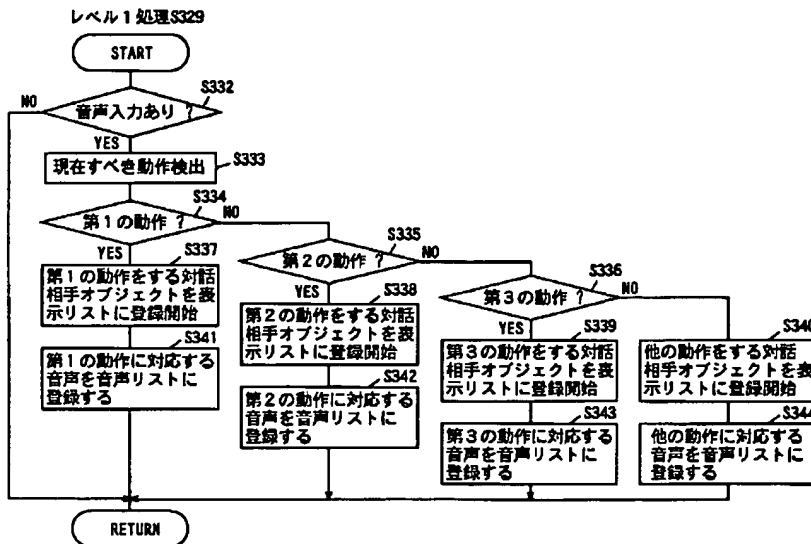 レベル1処理S329
START
S332
NO
音声入力あり ?
YES
現在すべき動作検出
S333
S334
第1の動作 ?
NO
YES
S335
第2の動作 ?
NO
YES
S336
第3の動作 ?
NO
YES
S337
第1の動作をする対話
相手オブジェクトを表
示リストに登録開始
S338
第2の動作をする対話
相手オブジェクトを表
示リストに登録開始
S339
第3の動作をする対話
相手オブジェクトを表
示リストに登録開始
S340
他の動作をする対話
相手オブジェクトを表
示リストに登録開始
S341
第1の動作に対応する
音声を音声リストに
登録する
S342
第2の動作に対応する
音声を音声リストに
登録する
S343
第3の動作に対応する
音声を音声リストに
登録する
S344
他の動作に対応する
音声を音声リストに
登録する
RETURN